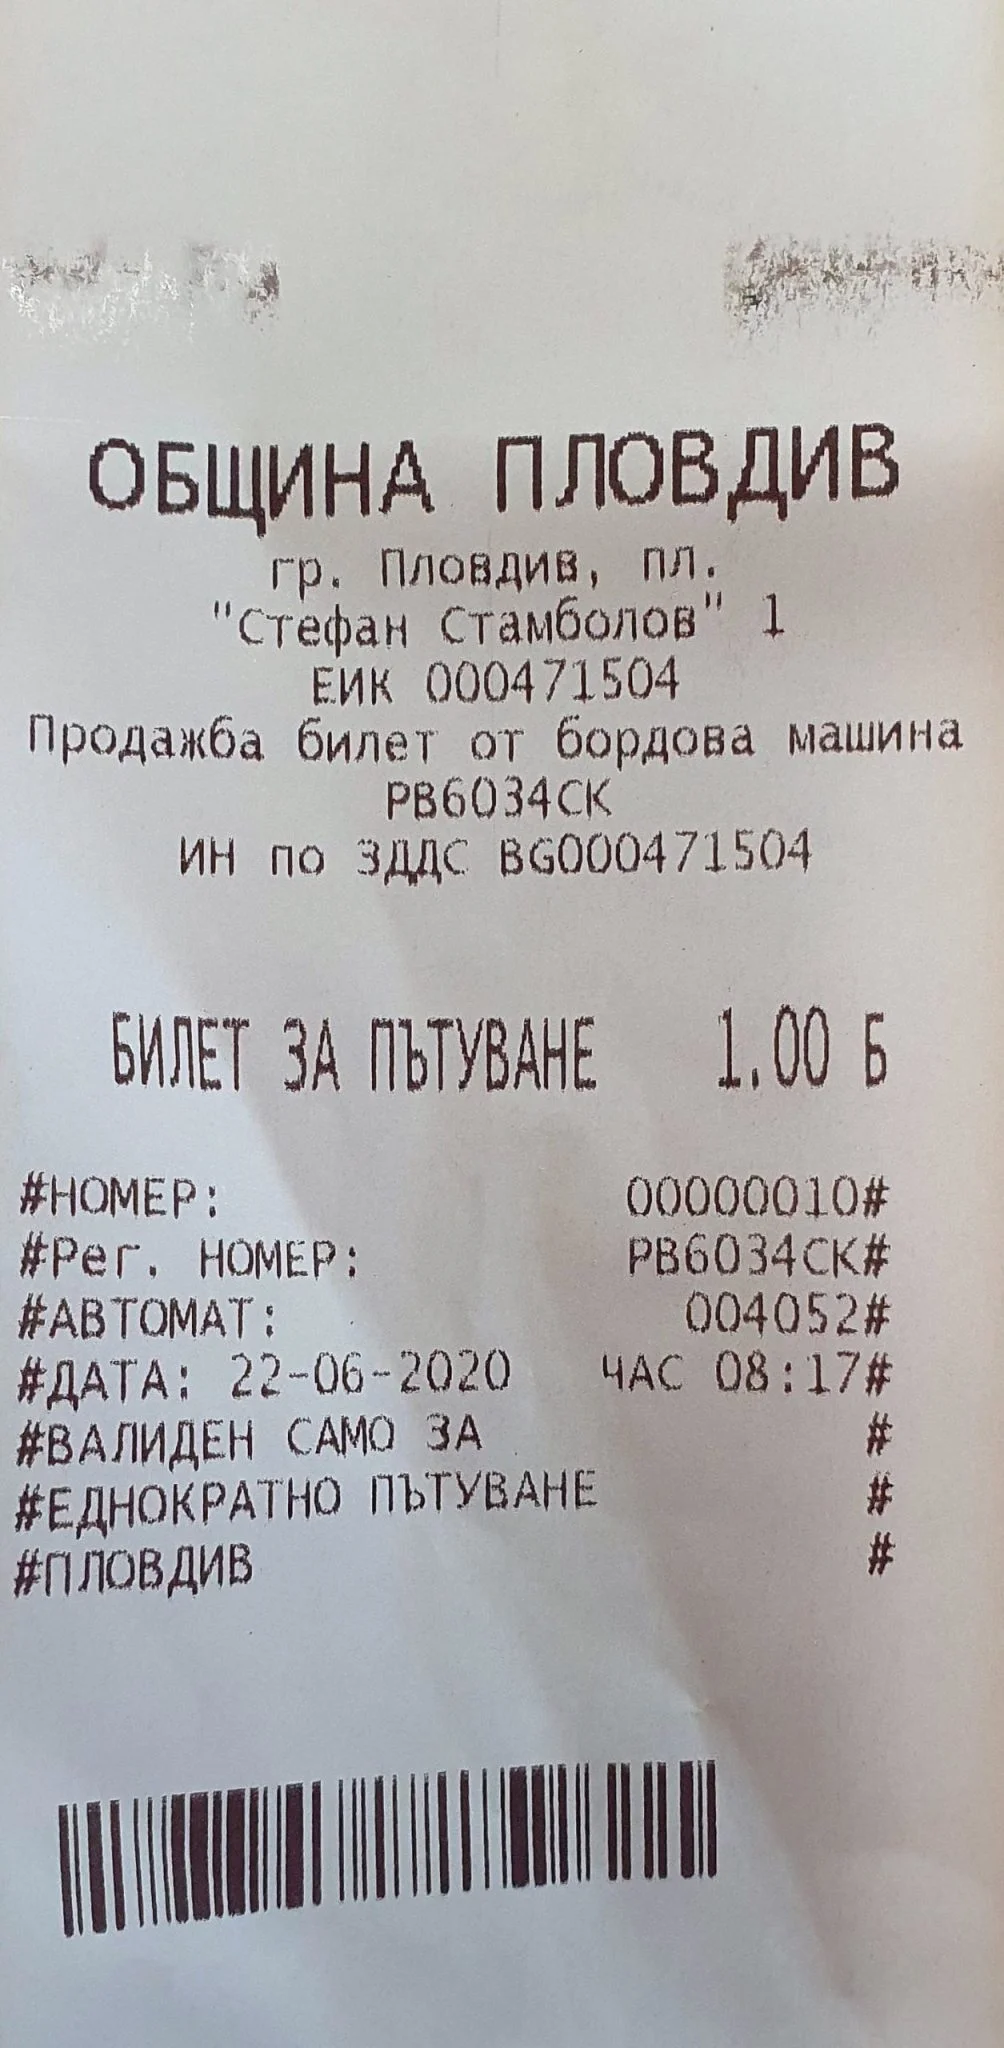 ОБЩИНА ПЛОВДИВ
гр. Пловдив, пл.
"Стефан Стамболов" 1
ЕИК 000471504
Продажба билет от бордова машина
РВ6034СК
ИН по ЗДДС BG000471504
БИЛЕТ ЗА ПЪТУВАНЕ 1.00 Б
#НОМЕР: 00000010#
#Рег. НОМЕР: РВ6034СК#
#АВТОМАТ: 004052#
#ДАТА: 22-06-2020 ЧАС 08:17#
#ВАЛИДЕН САМО ЗА #
#ЕДНОКРАТНО ПЪТУВАНЕ #
#ПЛОВДИВ #